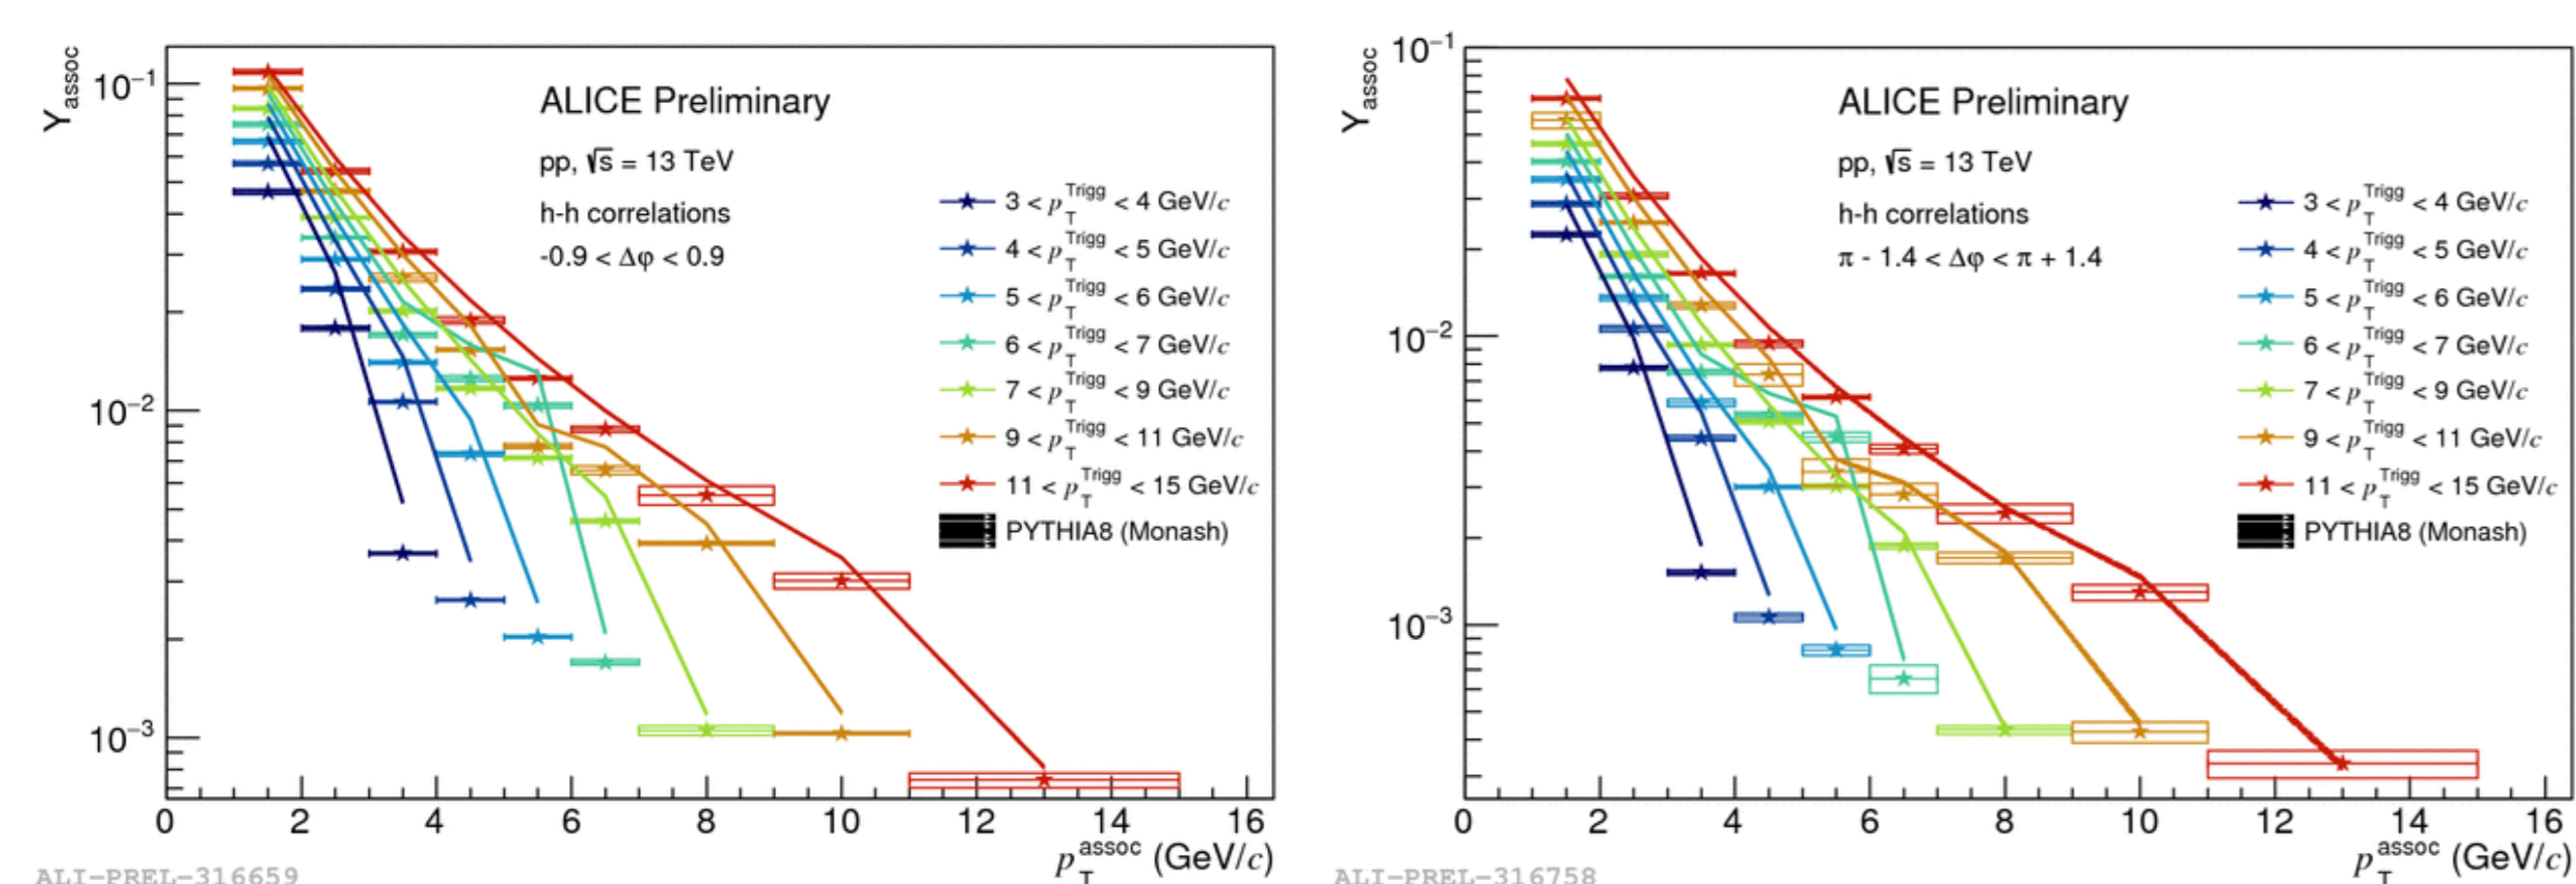 Y_assoc
10⁻¹
10⁻²
10⁻³
ALICE Preliminary
pp, √s = 13 TeV
h-h correlations
-0.9 < Δφ < 0.9
3 < p_T^Trigg < 4 GeV/c
4 < p_T^Trigg < 5 GeV/c
5 < p_T^Trigg < 6 GeV/c
6 < p_T^Trigg < 7 GeV/c
7 < p_T^Trigg < 9 GeV/c
9 < p_T^Trigg < 11 GeV/c
11 < p_T^Trigg < 15 GeV/c
PYTHIA8 (Monash)
0 2 4 6 8 10 12 14 16
p_T^assoc (GeV/c)
ALI-PREL-316659
Y_assoc
10⁻¹
10⁻²
10⁻³
ALICE Preliminary
pp, √s = 13 TeV
h-h correlations
π - 1.4 < Δφ < π + 1.4
3 < p_T^Trigg < 4 GeV/c
4 < p_T^Trigg < 5 GeV/c
5 < p_T^Trigg < 6 GeV/c
6 < p_T^Trigg < 7 GeV/c
7 < p_T^Trigg < 9 GeV/c
9 < p_T^Trigg < 11 GeV/c
11 < p_T^Trigg < 15 GeV/c
PYTHIA8 (Monash)
0 2 4 6 8 10 12 14 16
p_T^assoc (GeV/c)
ALI-PREL-316758